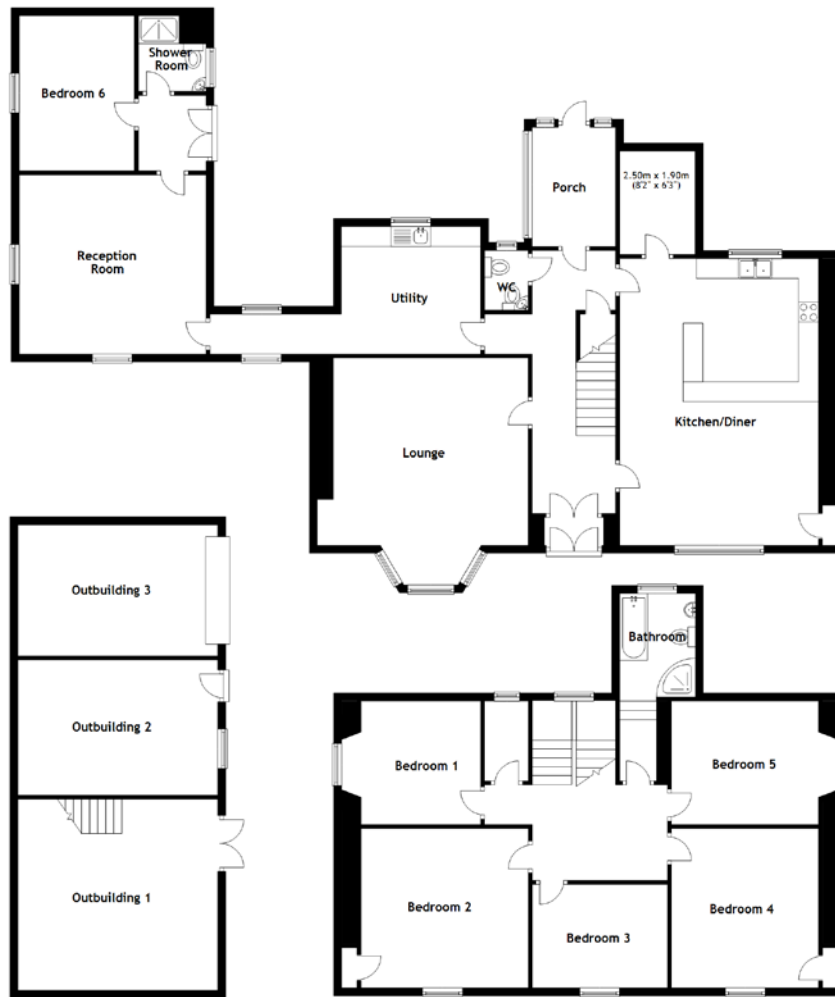 Shower
Room
Bedroom 6
Porch
2.50m x 1.90m
(8'2" x 6'3")
Reception
Room
Utility
WC
Lounge
Kitchen/Diner
Outbuilding 3
Outbuilding 2
Outbuilding 1
Bathroom
Bedroom 1
Bedroom 5
Bedroom 2
Bedroom 3
Bedroom 4